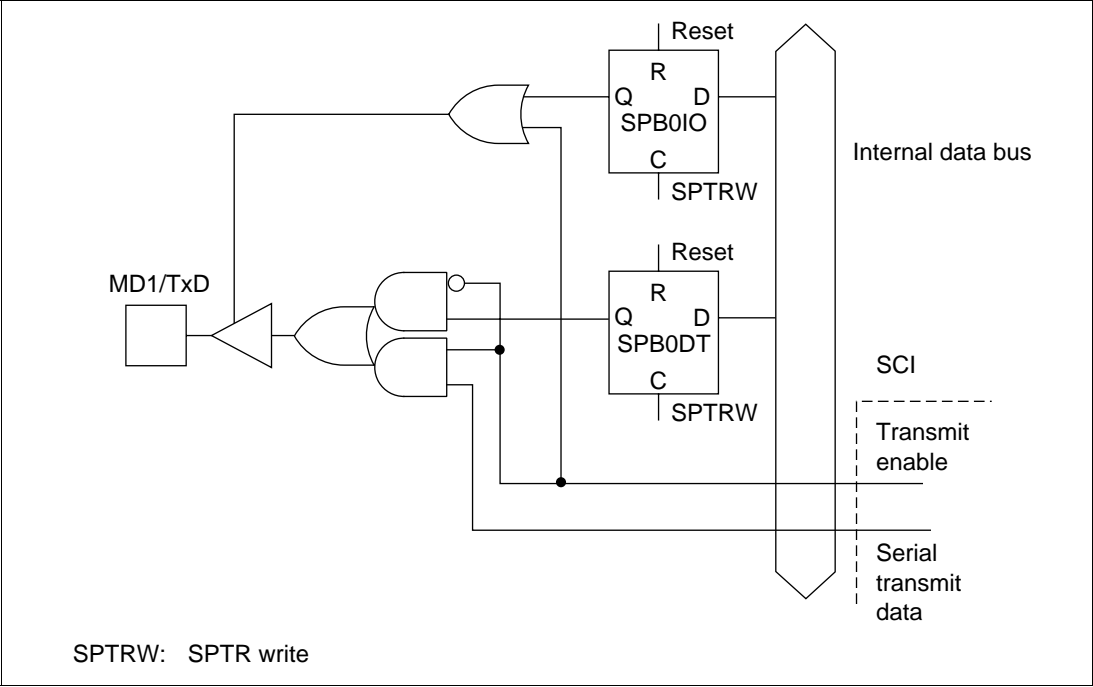 Reset
R
Q D
SPB0IO
C
SPTRW
Internal data bus
Reset
R
Q D
SPB0DT
C
SPTRW
MD1/TxD
SCI
Transmit
enable
Serial
transmit
data
SPTRW: SPTR write